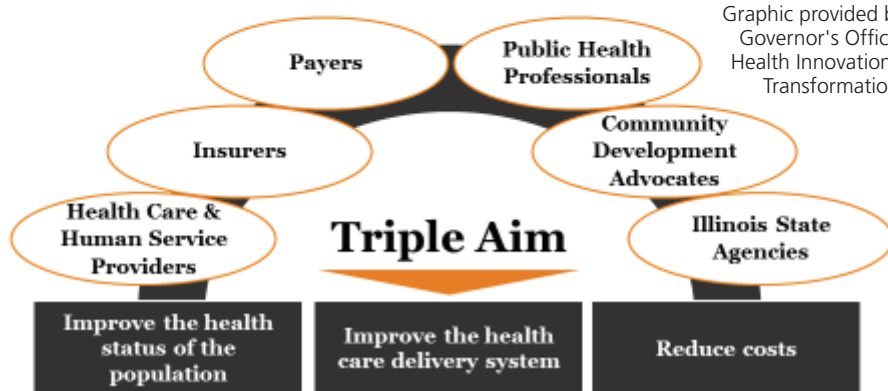 Graphic provided b
Governor's Offic
Health Innovation
Transformatio
Payers
Public Health
Professionals
Insurers
Community
Development
Advocates
Health Care &
Human Service
Providers
Triple Aim
Illinois State
Agencies
Improve the health
status of the
population
Improve the health
care delivery system
Reduce costs